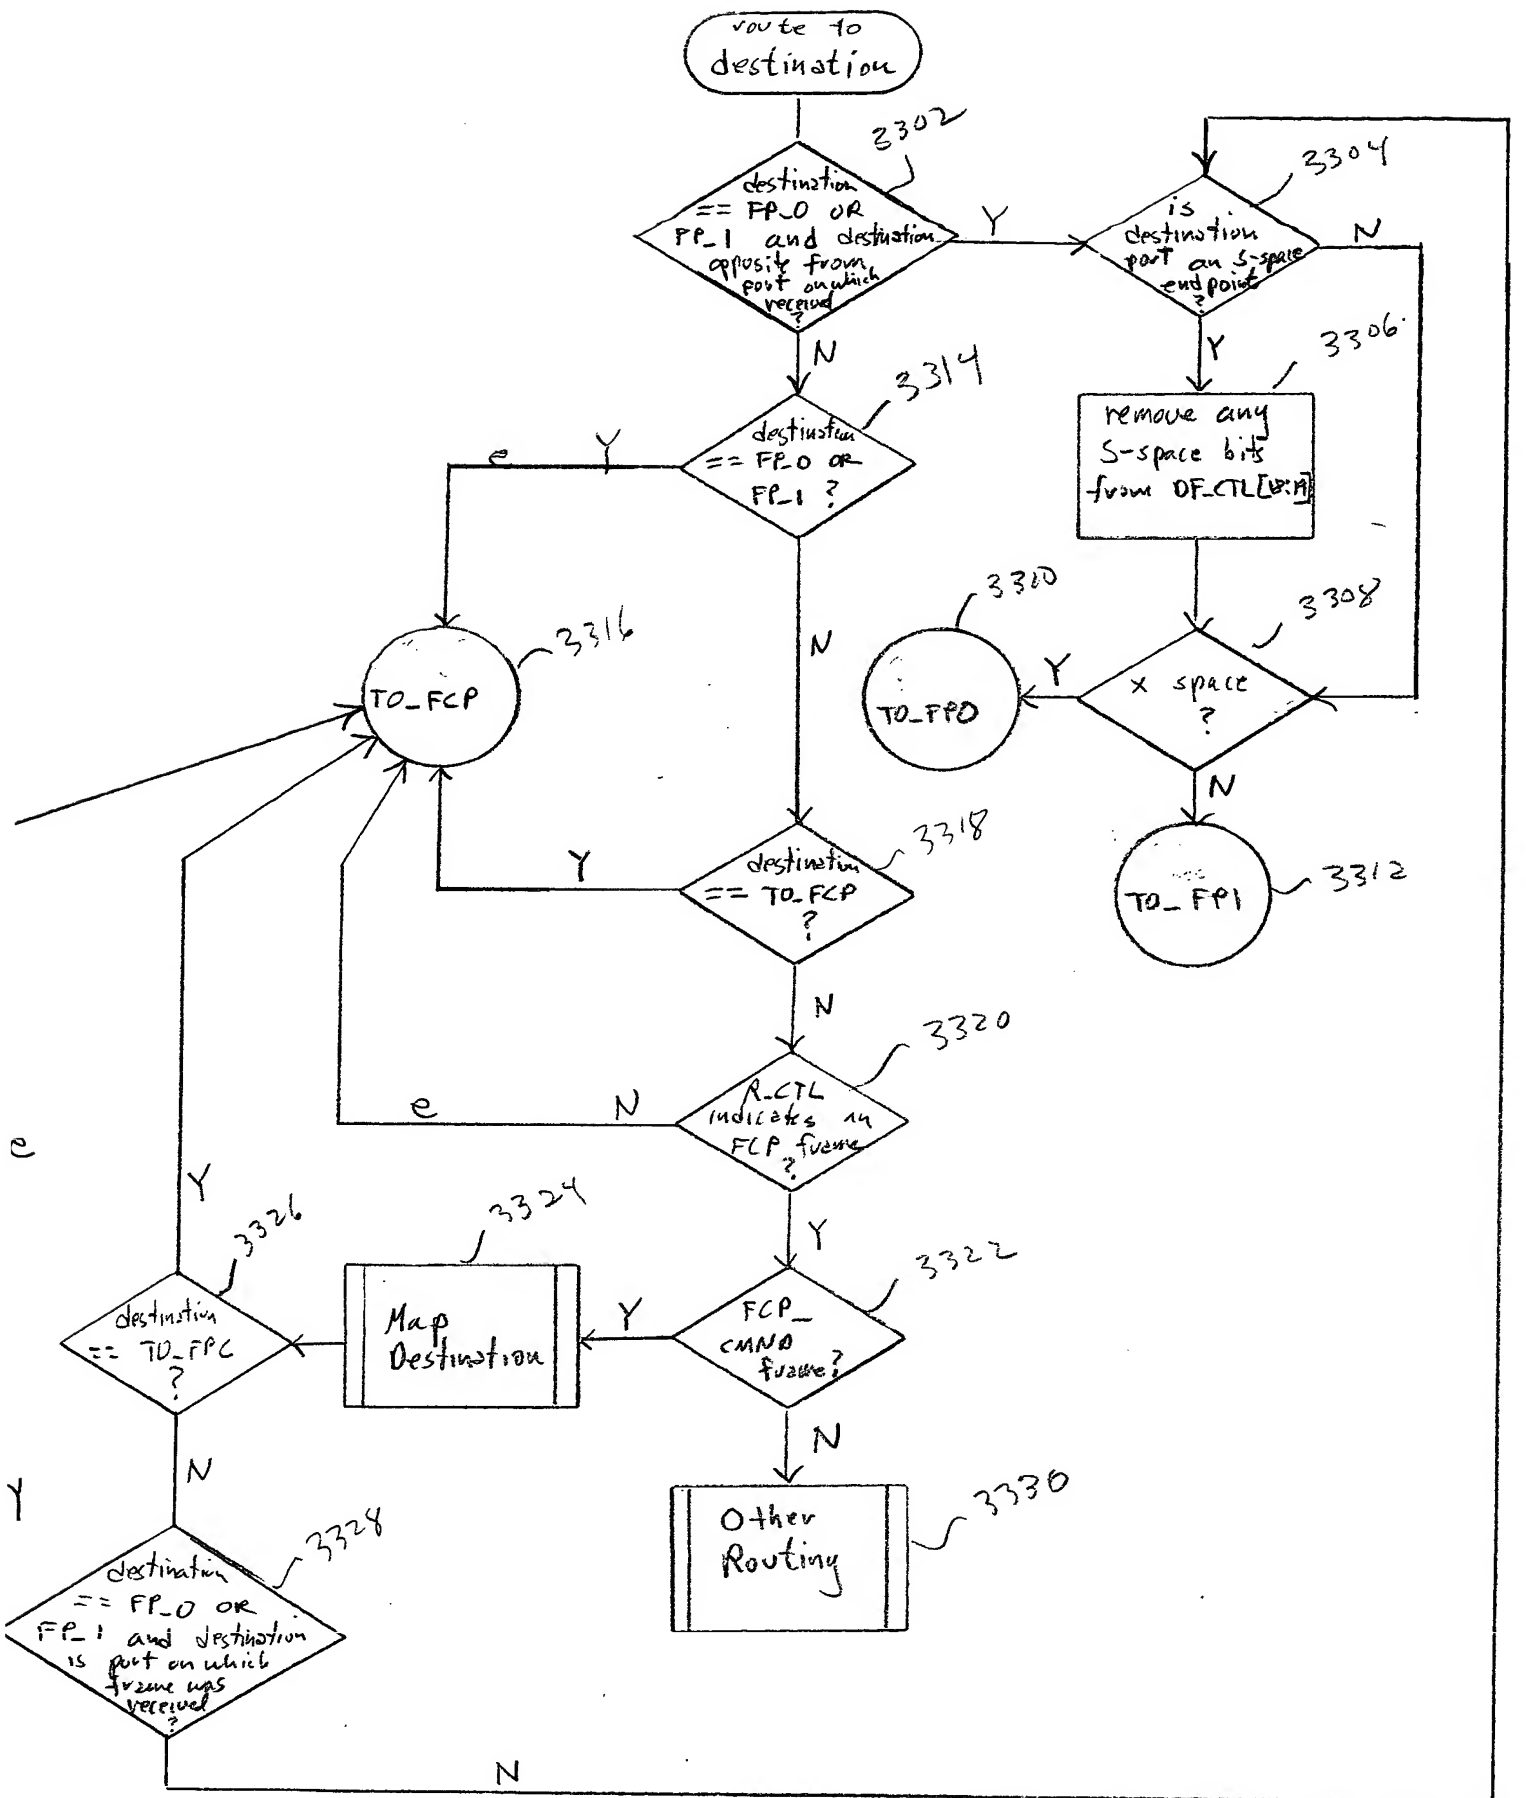 route to
destination
3302
destination
== FP_0 OR
FP_1 and destination
opposite from
port on which
received
?
Y
N
3304
is
destination
port an S-space
endpoint
?
N
Y
3306
remove any
S-space bits
from DF_CTL
3314
destination
== FP_0 OR
FP_1 ?
Y
e
N
3316
TO_FCP
3308
x space
?
Y
N
3310
TO_FP0
3312
TO_FP1
3318
destination
== TO_FCP
?
Y
N
3320
R_CTL
indicates an
FCP frame
?
N
e
Y
3322
FCP_
CMND
frame?
Y
N
3324
Map
Destination
3326
destination
== TO_FPC
?
Y
N
e
Y
3328
destination
== FP_0 OR
FP_1 and destination
is port on which
frame was
received
?
N
3330
Other
Routing